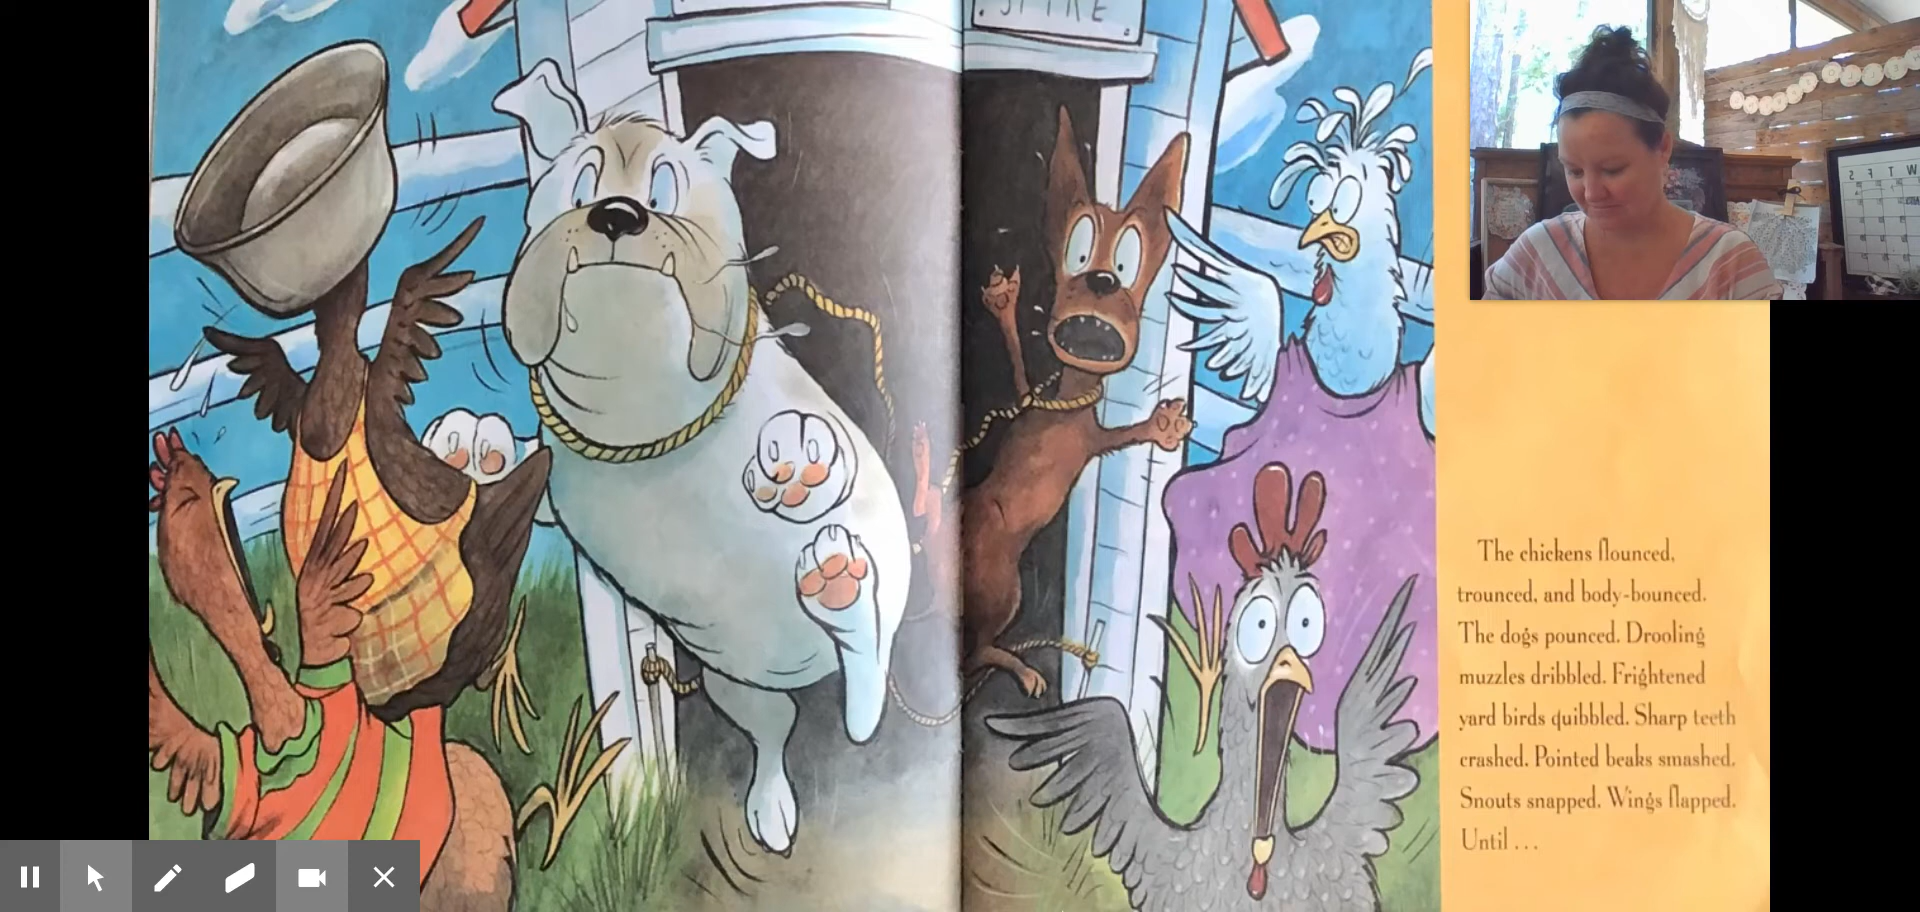 SPIKE
The chickens flounced,
trounced, and body-bounced.
The dogs pounced. Drooling
muzzles dribbled. Frightened
yard birds quibbled. Sharp teeth
crashed. Pointed beaks smashed.
Snouts snapped. Wings flapped.
Until . . .
W T F S